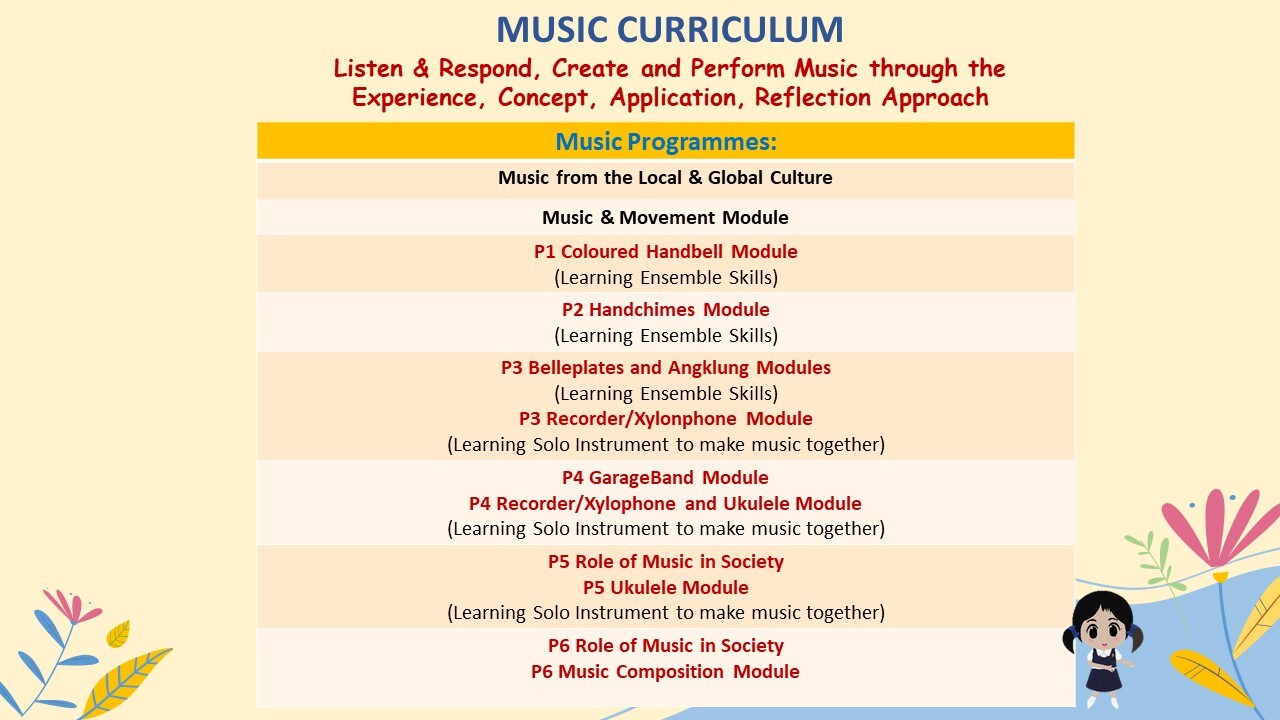 MUSIC CURRICULUM
Listen & Respond, Create and Perform Music through the
Experience, Concept, Application, Reflection Approach
Music Programmes:
Music from the Local & Global Culture
Music & Movement Module
P1 Coloured Handbell Module
(Learning Ensemble Skills)
P2 Handchimes Module
(Learning Ensemble Skills)
P3 Belleplates and Angklung Modules
(Learning Ensemble Skills)
P3 Recorder/Xylonphone Module
(Learning Solo Instrument to make music together)
P4 GarageBand Module
P4 Recorder/Xylophone and Ukulele Module
(Learning Solo Instrument to make music together)
P5 Role of Music in Society
P5 Ukulele Module
(Learning Solo Instrument to make music together)
P6 Role of Music in Society
P6 Music Composition Module